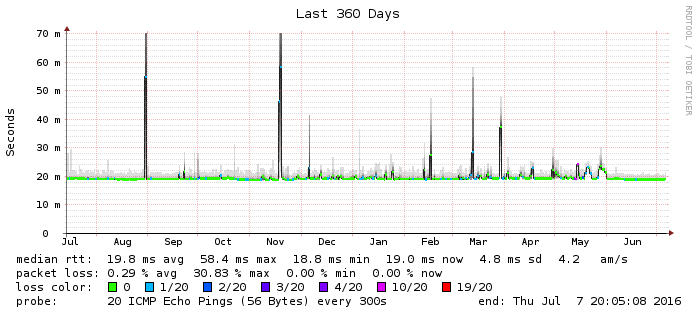 Last 360 Days
RRDTOOL / TOBI OETIKER
Seconds
70 m
60 m
50 m
40 m
30 m
20 m
10 m
0
Jul Aug Sep Oct Nov Dec Jan Feb Mar Apr May Jun
median rtt: 19.8 ms avg 58.4 ms max 18.8 ms min 19.0 ms now 4.8 ms sd 4.2 am/s
packet loss: 0.29 % avg 30.83 % max 0.00 % min 0.00 % now
loss color: 0 1/20 2/20 3/20 4/20 10/20 19/20
probe: 20 ICMP Echo Pings (56 Bytes) every 300s end: Thu Jul 7 20:05:08 2016